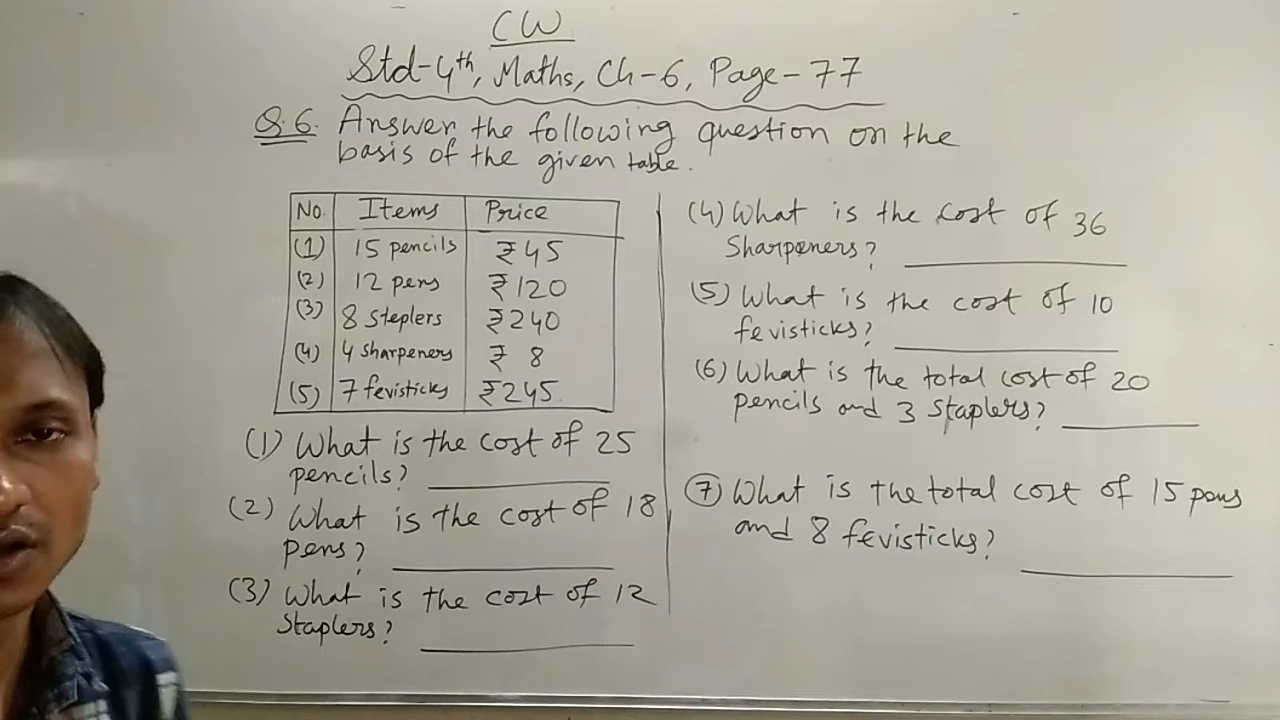 CW
Std-4th, Maths, Ch-6, Page-77
Q.6. Answer the following question on the
basis of the given table.
No. Items Price
(1) 15 pencils ₹45
(2) 12 pens ₹120
(3) 8 Steplers ₹240
(4) 4 Sharpeners ₹ 8
(5) 7 fevisticks ₹245
(1) What is the cost of 25
pencils?
(2) What is the cost of 18
pens?
(3) What is the cost of 12
Staplers?
(4) What is the cost of 36
Sharpeners?
(5) What is the cost of 10
fevisticks?
(6) What is the total cost of 20
pencils and 3 Staplers?
(7) What is the total cost of 15 pens
and 8 fevisticks?